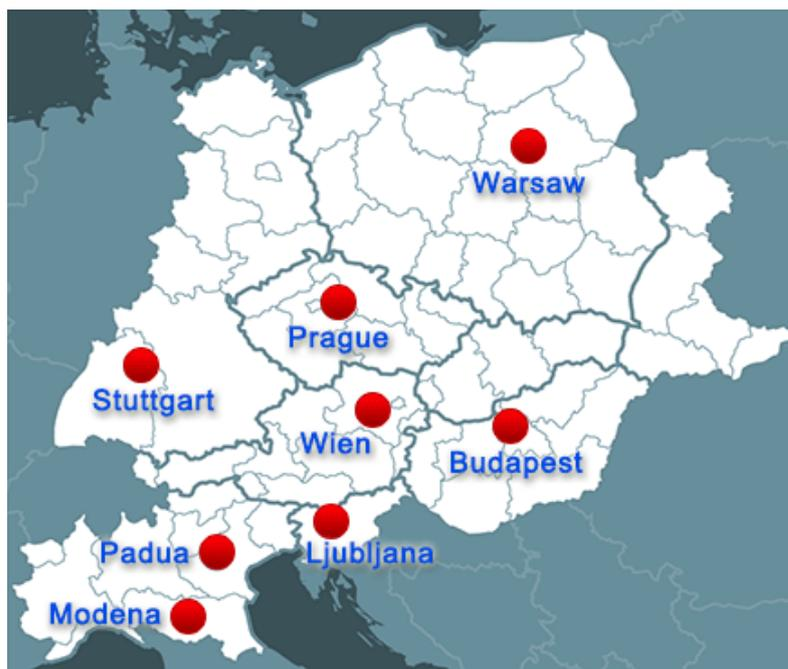 Warsaw
Prague
Stuttgart
Wien
Budapest
Padua
Ljubljana
Modena